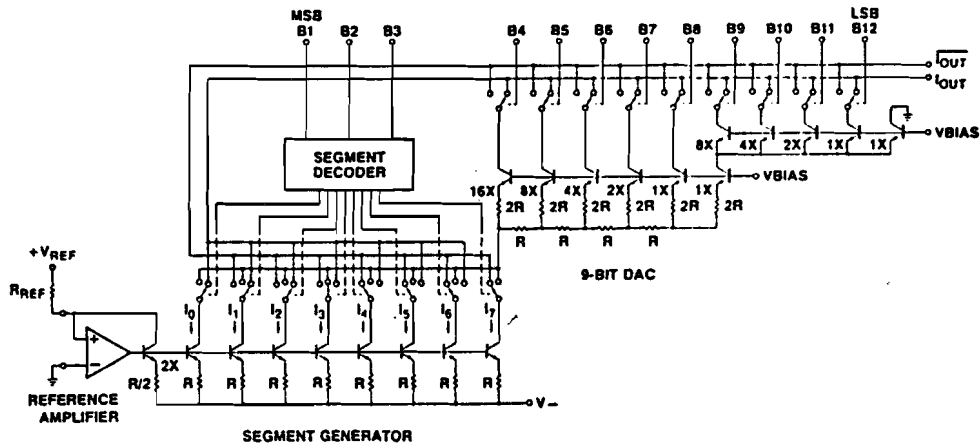 MSB
B1 B2 B3 B4 B5 B6 B7 B8 B9 B10 B11
LSB
B12
IOUT
IOUT
SEGMENT
DECODER
8X 4X 2X 1X 1X VBIAS
16X 8X 4X 2X 1X 1X VBIAS
2R 2R 2R 2R 2R 2R
R R R R
9-BIT DAC
+VREF
RREF
I0 I1 I2 I3 I4 I5 I6 I7
+
−
2X
R/2 R R R R R R R R
V−
REFERENCE
AMPLIFIER
SEGMENT GENERATOR